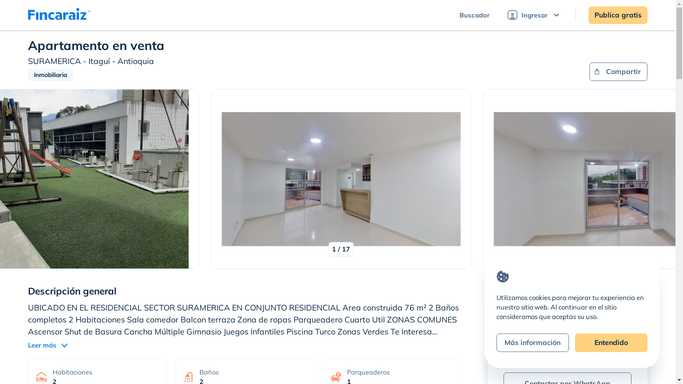 Fincaraiz
Buscador
Ingresar
Publica gratis
Apartamento en venta
SURAMERICA - Itaguí - Antioquia
Inmobiliaria
Compartir
1 / 17
Descripción general
UBICADO EN EL RESIDENCIAL SECTOR SURAMERICA EN CONJUNTO RESIDENCIAL Area construida 76 m² 2 Baños
completos 2 Habitaciones Sala comedor Balcon terraza Zona de ropas Parqueadero Cuarto Util ZONAS COMUNES
Ascensor Shut de Basura Cancha Múltiple Gimnasio Juegos Infantiles Piscina Turco Zonas Verdes Te Interesa...
Leer más
Habitaciones
2
Baños
2
Parqueaderos
1
Utilizamos cookies para mejorar tu experiencia en
nuestro sitio web. Al continuar en el sitio
consideramos que aceptas su uso.
Más información
Entendido
Contactar por WhatsApp